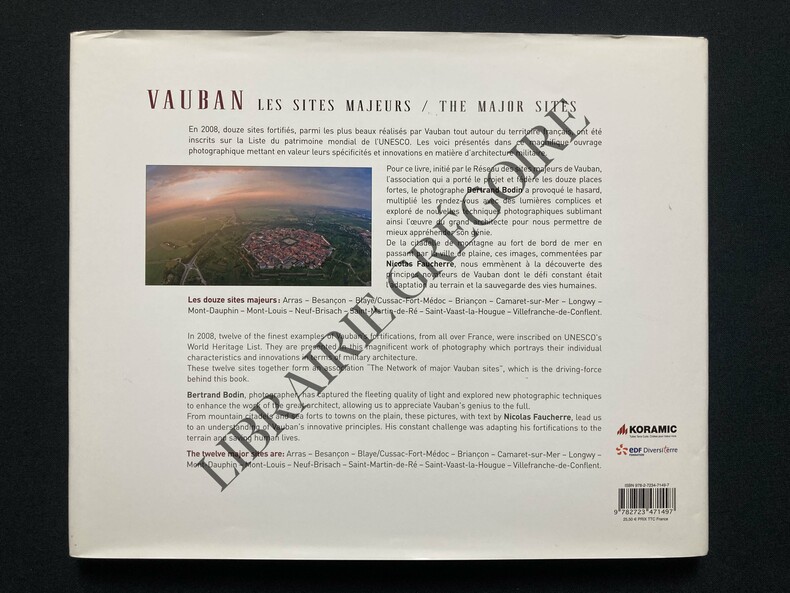 VAUBAN LES SITES MAJEURS / THE MAJOR SITES
En 2008, douze sites fortifiés, parmi les plus beaux réalisés par Vauban tout autour du territoire français, ont été
inscrits sur la Liste du patrimoine mondial de l'UNESCO. Les voici présentés dans ce magnifique ouvrage
photographique mettant en valeur leurs spécificités et innovations en matière d'architecture militaire.
Pour ce livre, initié par le Réseau des sites majeurs de Vauban,
l'association qui a porté le projet et fédère les douze places
fortes, le photographe Bertrand Bodin a provoqué le hasard,
multiplié les rendez-vous avec des lumières complices et
exploré de nouvelles techniques photographiques sublimant
ainsi l'œuvre du grand architecte pour nous permettre de
mieux appréhender son génie.
De la citadelle de montagne au fort de bord de mer en
passant par la ville de plaine, ces images, commentées par
Nicolas Faucherre, nous emmènent à la découverte des
principes novateurs de Vauban dont le défi constant était
l'adaptation au terrain et la sauvegarde des vies humaines.
Les douze sites majeurs : Arras – Besançon – Blaye/Cussac-Fort-Médoc – Briançon – Camaret-sur-Mer – Longwy –
Mont-Dauphin – Mont-Louis – Neuf-Brisach – Saint-Martin-de-Ré – Saint-Vaast-la-Hougue – Villefranche-de-Conflent.
In 2008, twelve of the finest examples of Vauban's fortifications, from all over France, were inscribed on UNESCO's
World Heritage List. They are presented in this magnificent work of photography which portrays their individual
characteristics and innovations in terms of military architecture.
These twelve sites together form an association "The Network of major Vauban sites", which is the driving-force
behind this book.
Bertrand Bodin, photographer, has captured the fleeting quality of light and explored new photographic techniques
to enhance the work of the great architect, allowing us to appreciate Vauban's genius to the full.
From mountain citadels and sea forts to towns on the plain, these pictures, with text by Nicolas Faucherre, lead us
to an understanding of Vauban's innovative principles. His constant challenge was adapting his fortifications to the
terrain and saving human lives.
The twelve major sites are: Arras – Besançon – Blaye/Cussac-Fort-Médoc – Briançon – Camaret-sur-Mer – Longwy –
Mont-Dauphin – Mont-Louis – Neuf-Brisach – Saint-Martin-de-Ré – Saint-Vaast-la-Hougue – Villefranche-de-Conflent.
KORAMIC
eDF Diversiterre
FONDATION
ISBN 978-2-7234-7149-7
9 782723 471497
25,50 € PRIX TTC France
LIBRAIRIE GRÉGOIRE